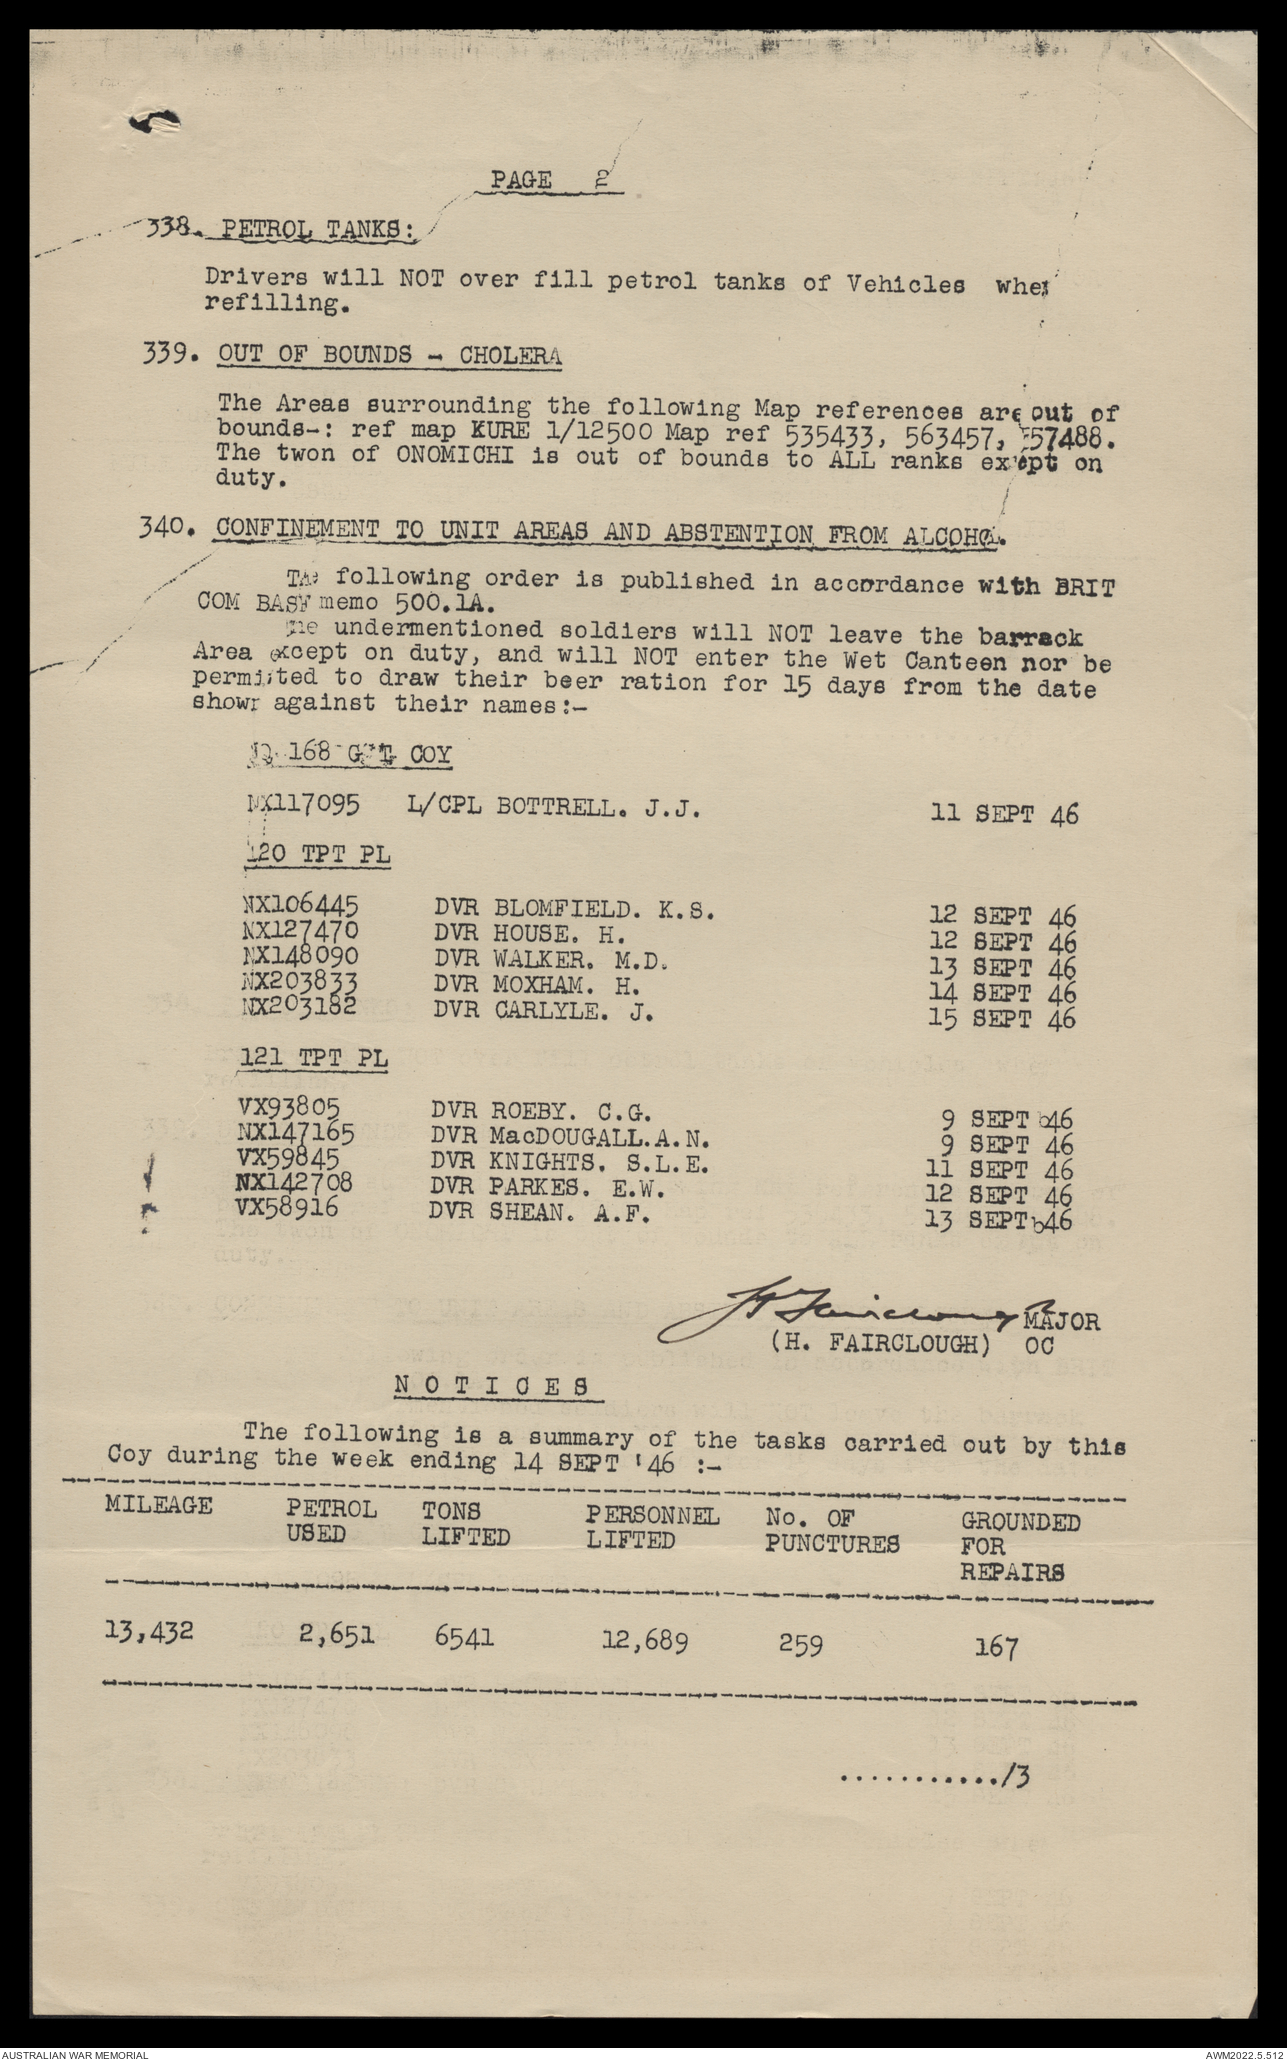 PAGE 2
338. PETROL TANKS:
Drivers will NOT over fill petrol tanks of Vehicles when
refilling.
339. OUT OF BOUNDS - CHOLERA
The Areas surrounding the following Map references are out of
bounds-: ref map KURE 1/12500 Map ref 535433, 563457, 557488.
The twon of ONOMICHI is out of bounds to ALL ranks except on
duty.
340. CONFINEMENT TO UNIT AREAS AND ABSTENTION FROM ALCOHOL.
The following order is published in accordance with BRIT
COM BASE memo 500.1A.
The undermentioned soldiers will NOT leave the barrack
Area except on duty, and will NOT enter the Wet Canteen nor be
permitted to draw their beer ration for 15 days from the date
shown against their names:-
HQ 168 GT COY
NX117095 L/CPL BOTTRELL. J.J. 11 SEPT 46
120 TPT PL
NX106445 DVR BLOMFIELD. K.S. 12 SEPT 46
NX127470 DVR HOUSE. H. 12 SEPT 46
NX148090 DVR WALKER. M.D. 13 SEPT 46
NX203833 DVR MOXHAM. H. 14 SEPT 46
NX203182 DVR CARLYLE. J. 15 SEPT 46
121 TPT PL
VX93805 DVR ROEBY. C.G. 9 SEPT 46
NX147165 DVR MacDOUGALL.A.N. 9 SEPT 46
VX59845 DVR KNIGHTS. S.L.E. 11 SEPT 46
NX142708 DVR PARKES. E.W. 12 SEPT 46
VX58916 DVR SHEAN. A.F. 13 SEPT 46
H Fairclough MAJOR
(H. FAIRCLOUGH) OC
N O T I C E S
The following is a summary of the tasks carried out by this
Coy during the week ending 14 SEPT '46 :-
MILEAGE PETROL TONS PERSONNEL No. OF GROUNDED
USED LIFTED LIFTED PUNCTURES FOR
REPAIRS
13,432 2,651 6541 12,689 259 167
............/3
AUSTRALIAN WAR MEMORIAL AWM2022.5.512